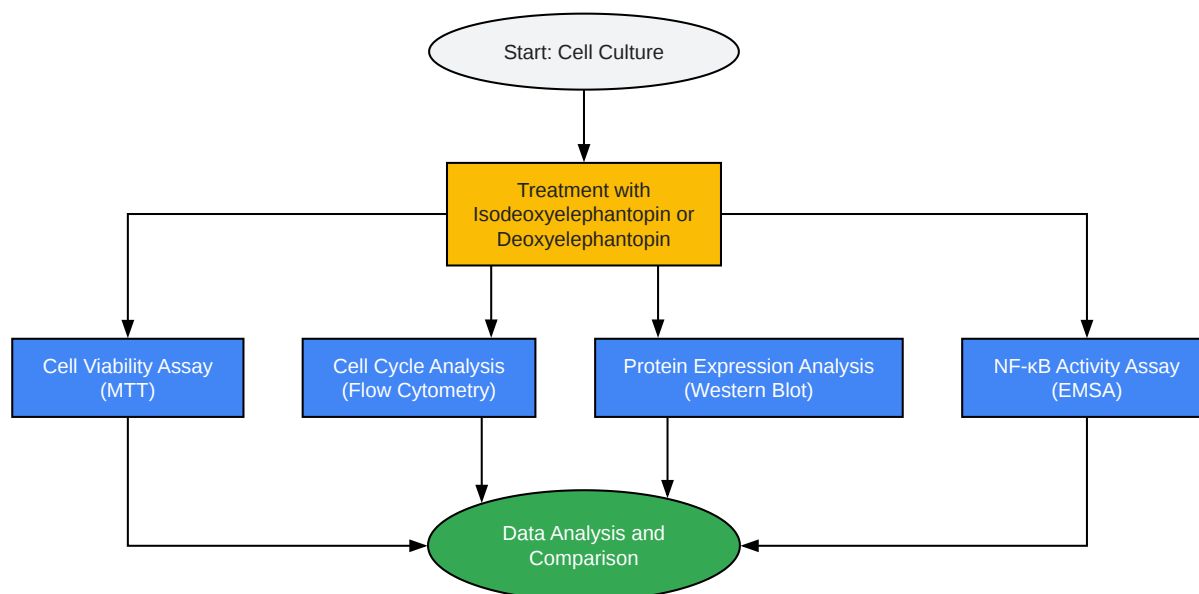 Start: Cell Culture
Treatment with
Isodeoxyelephantopin or
Deoxyelephantopin
Cell Viability Assay
(MTT)
Cell Cycle Analysis
(Flow Cytometry)
Protein Expression Analysis
(Western Blot)
NF-κB Activity Assay
(EMSA)
Data Analysis and
Comparison